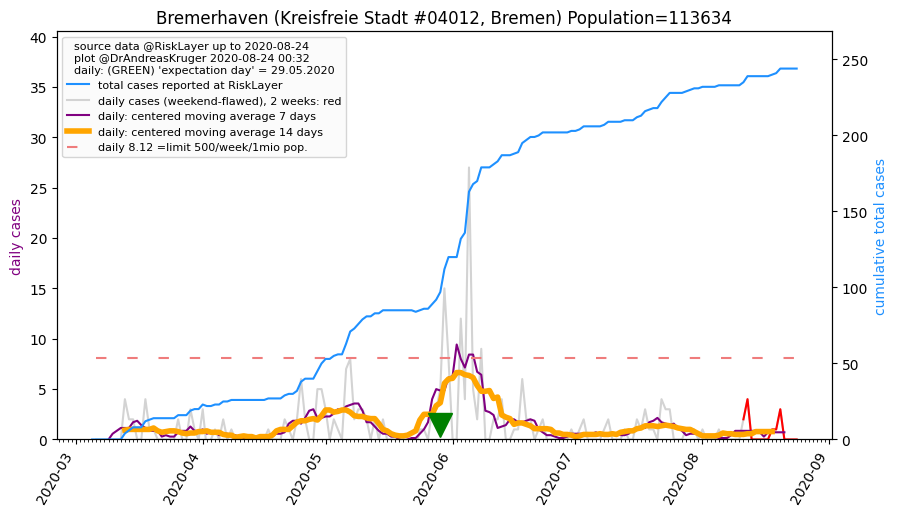 Bremerhaven (Kreisfreie Stadt #04012, Bremen) Population=113634
source data @RiskLayer up to 2020-08-24
plot @DrAndreasKruger 2020-08-24 00:32
daily: (GREEN) 'expectation day' = 29.05.2020
total cases reported at RiskLayer
daily cases (weekend-flawed), 2 weeks: red
daily: centered moving average 7 days
daily: centered moving average 14 days
daily 8.12 =limit 500/week/1mio pop.
daily cases
40
35
30
25
20
15
10
5
0
cumulative total cases
250
200
150
100
50
0
2020-03
2020-04
2020-05
2020-06
2020-07
2020-08
2020-09